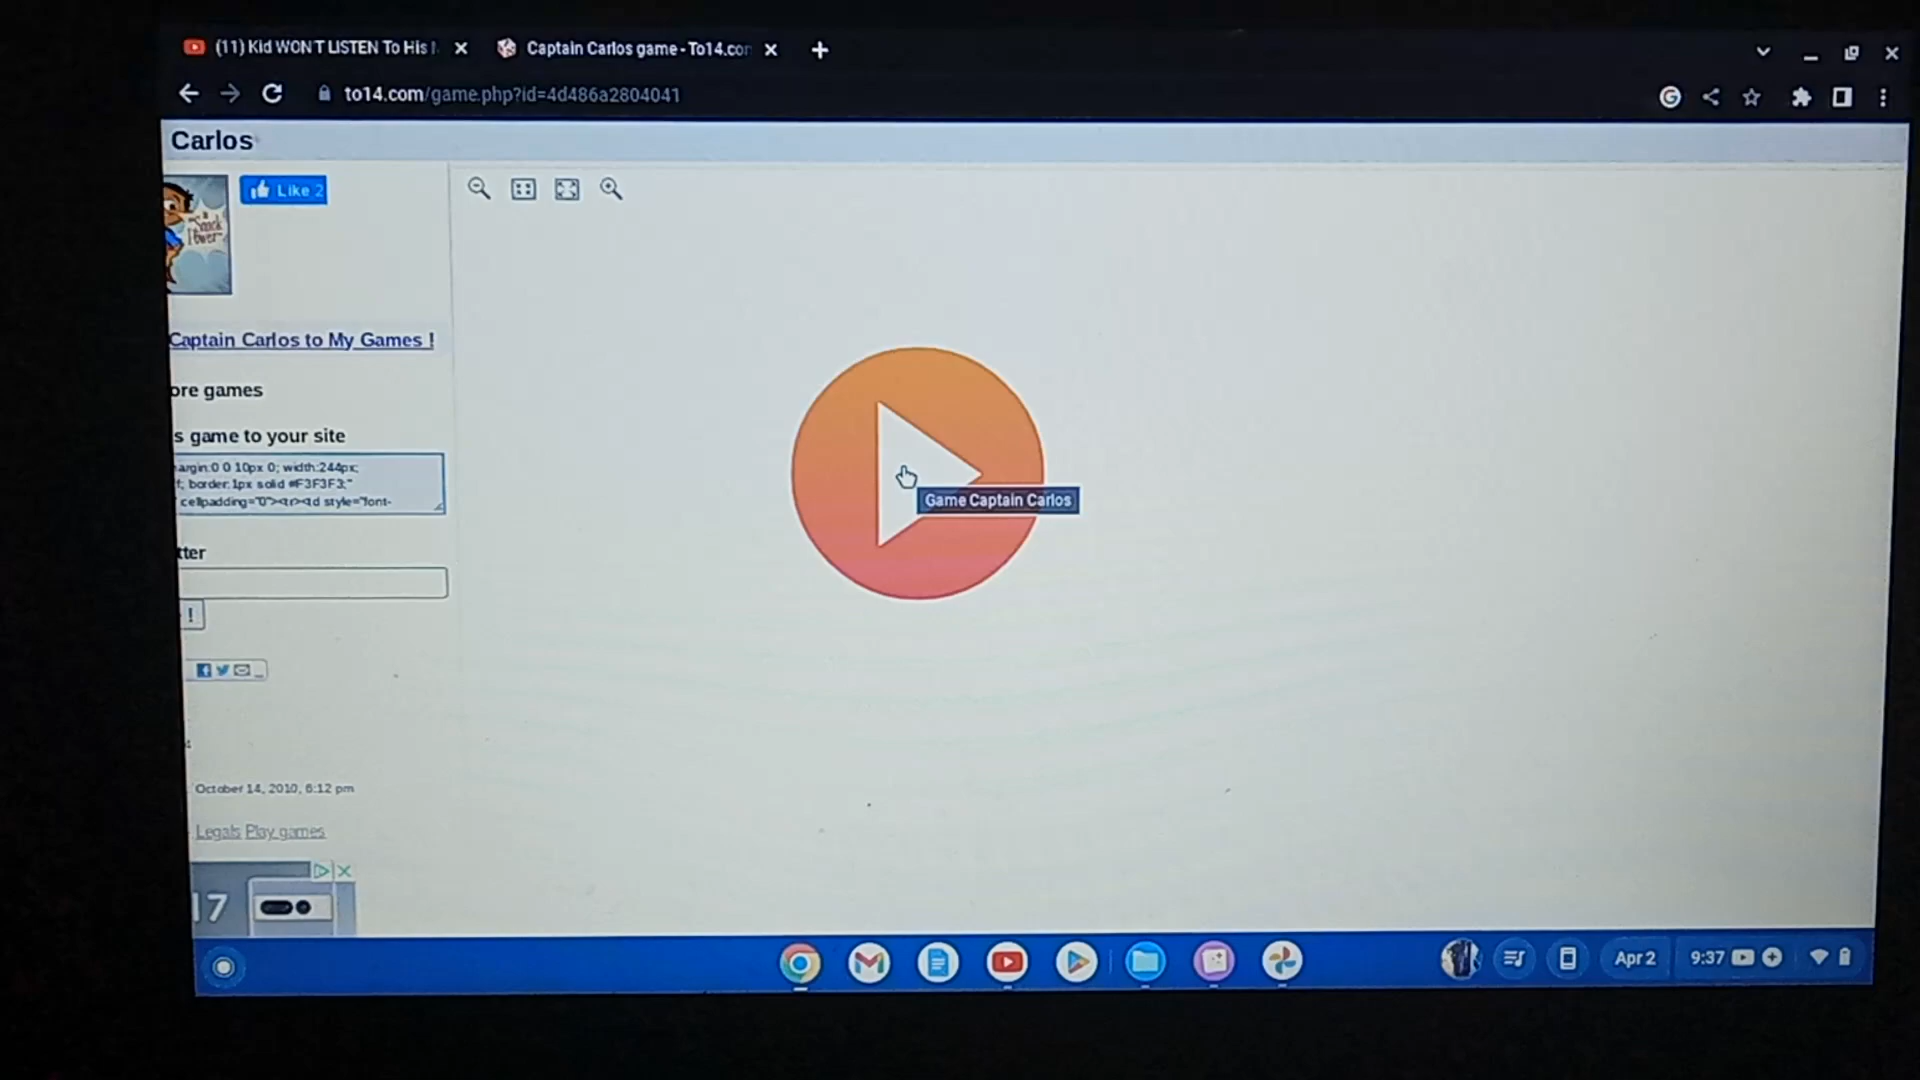 (11) Kid WON'T LISTEN To His
Captain Carlos game - To14.com
to14.com/game.php?id=4d486a2804041
Carlos
Like 2
Snack
Power
Captain Carlos to My Games !
ore games
s game to your site
argin:0 0 10px 0; width:244px;
f; border:1px solid #F3F3F3;"
cellpadding="0"><tr><td style="font-
Game Captain Carlos
tter
!
October 14, 2010, 6:12 pm
Legals Play games
17
Apr 2
9:37